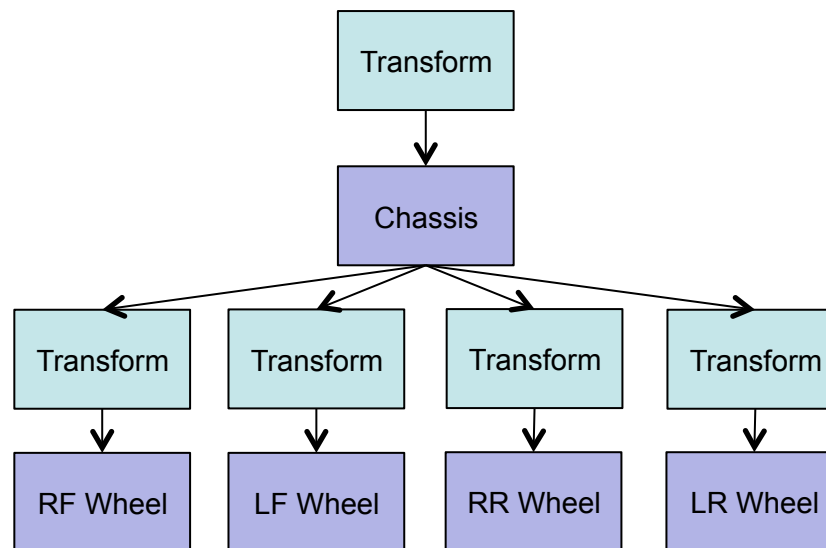 Transform
Chassis
Transform
Transform
Transform
Transform
RF Wheel
LF Wheel
RR Wheel
LR Wheel